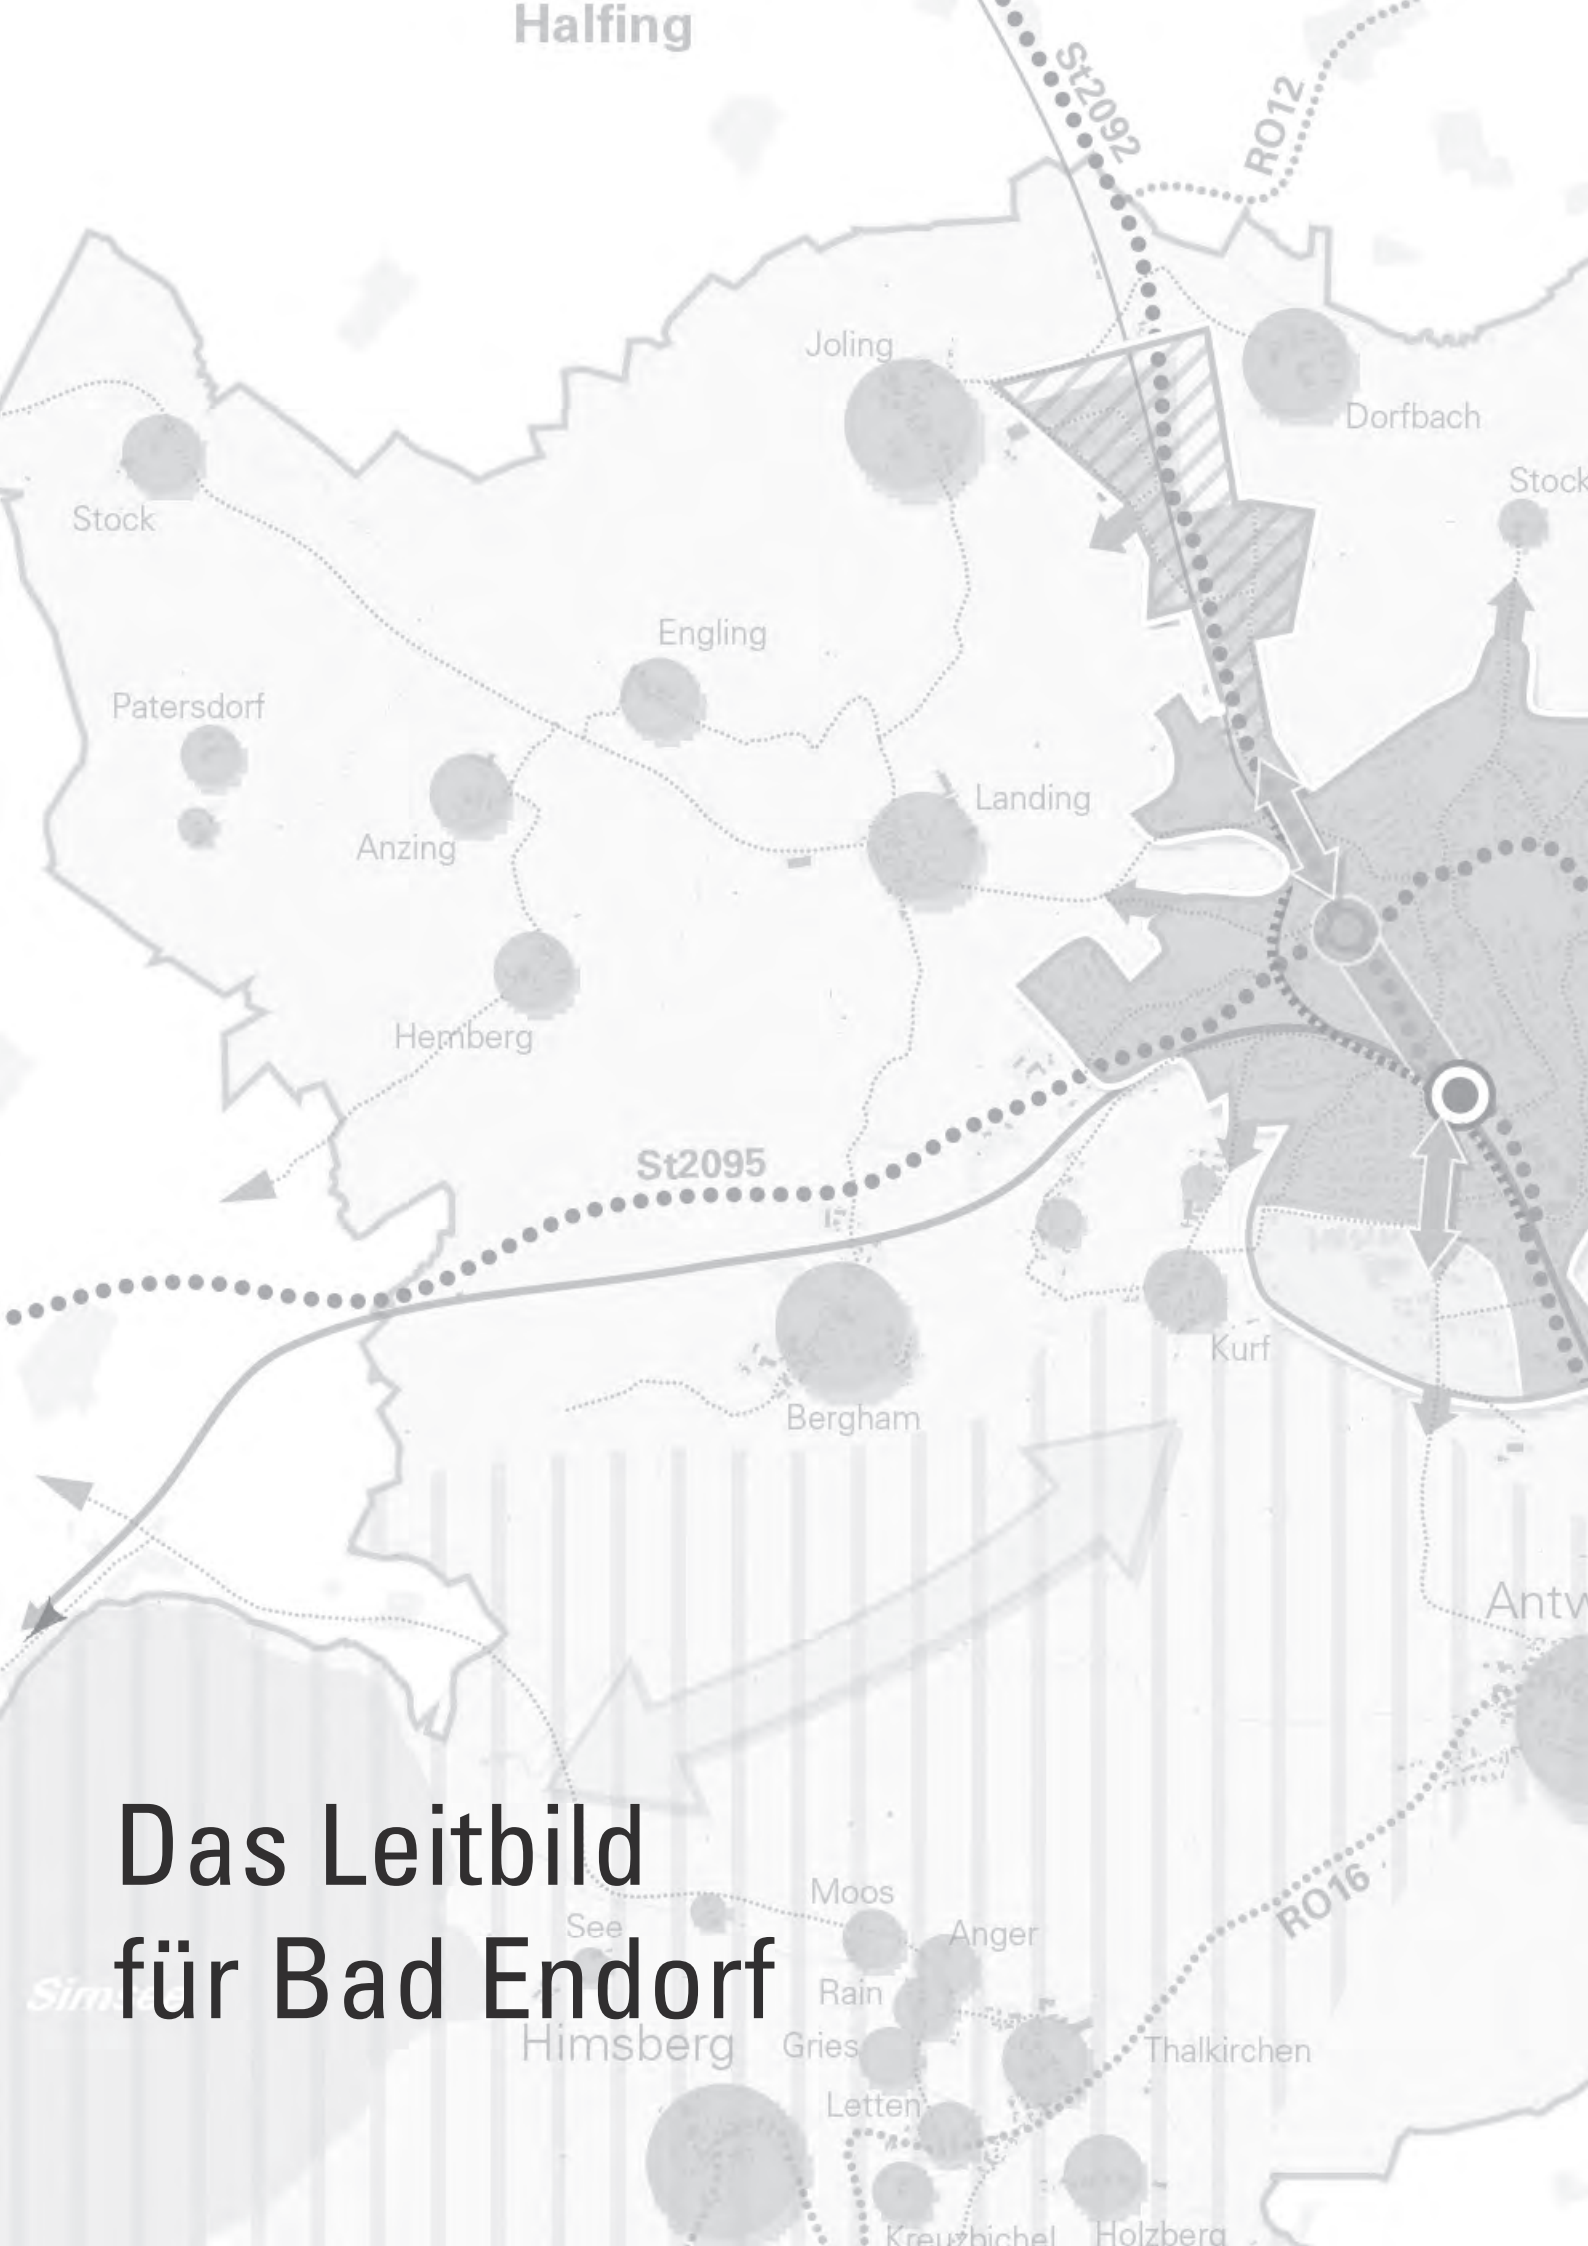 Halfing
St2092
RO12
Joling
Dorfbach
Stock
Stock
Engling
Patersdorf
Landing
Anzing
Hemberg
St2095
Kurf
Bergham
Das Leitbild
Moos
RO16
See
Anger
für Bad Endorf
Rain
Himsberg
Gries
Thalkirchen
Letten
Kreuzbichel
Holzberg